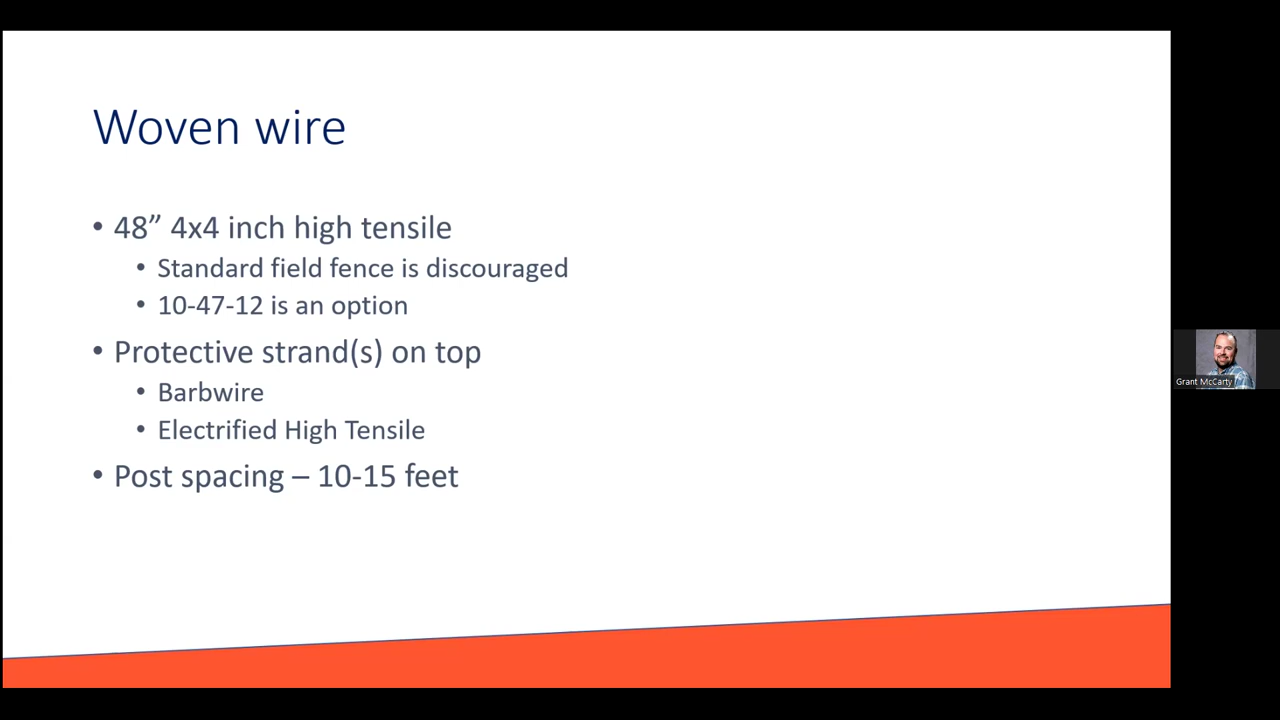 Woven wire
• 48” 4x4 inch high tensile
• Standard field fence is discouraged
• 10-47-12 is an option
• Protective strand(s) on top
• Barbwire
• Electrified High Tensile
• Post spacing – 10-15 feet
Grant McCarty